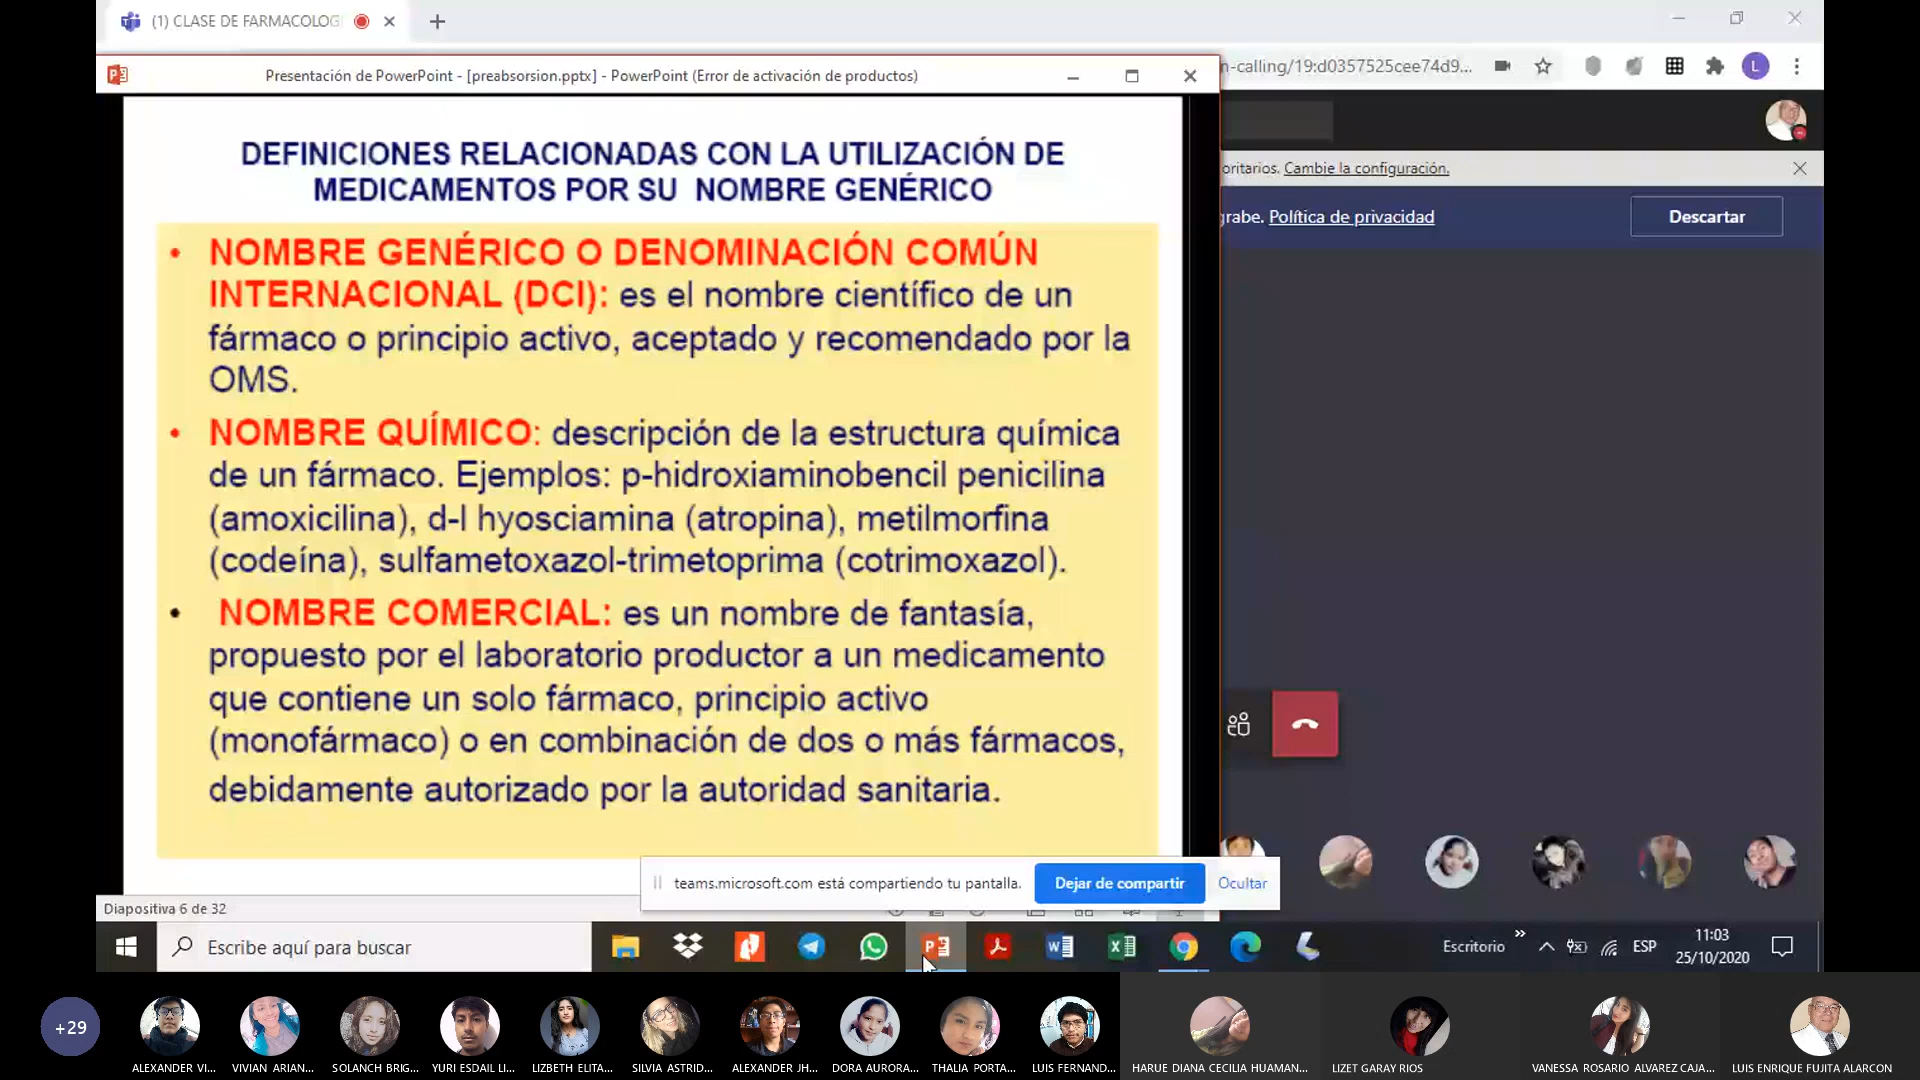 (1) CLASE DE FARMACOLOG
Presentación de PowerPoint - [preabsorsion.pptx] - PowerPoint (Error de activación de productos)
n-calling/19:d0357525cee74d9...
L
oritarios. Cambie la configuración.
grabe. Política de privacidad
Descartar
DEFINICIONES RELACIONADAS CON LA UTILIZACIÓN DE
MEDICAMENTOS POR SU NOMBRE GENÉRICO
• NOMBRE GENÉRICO O DENOMINACIÓN COMÚN
INTERNACIONAL (DCI): es el nombre científico de un
fármaco o principio activo, aceptado y recomendado por la
OMS.
• NOMBRE QUÍMICO: descripción de la estructura química
de un fármaco. Ejemplos: p-hidroxiaminobencil penicilina
(amoxicilina), d-l hyosciamina (atropina), metilmorfina
(codeína), sulfametoxazol-trimetoprima (cotrimoxazol).
• NOMBRE COMERCIAL: es un nombre de fantasía,
propuesto por el laboratorio productor a un medicamento
que contiene un solo fármaco, principio activo
(monofármaco) o en combinación de dos o más fármacos,
debidamente autorizado por la autoridad sanitaria.
teams.microsoft.com está compartiendo tu pantalla.
Dejar de compartir
Ocultar
Diapositiva 6 de 32
Escribe aquí para buscar
Escritorio
ESP
11:03
25/10/2020
+29
ALEXANDER VI...
VIVIAN ARIAN...
SOLANCH BRIG...
YURI ESDAIL LI...
LIZBETH ELITA...
SILVIA ASTRID...
ALEXANDER JH...
DORA AURORA...
THALIA PORTA...
LUIS FERNAND...
HARUE DIANA CECILIA HUAMAN...
LIZET GARAY RIOS
VANESSA ROSARIO ALVAREZ CAJA...
LUIS ENRIQUE FUJITA ALARCON